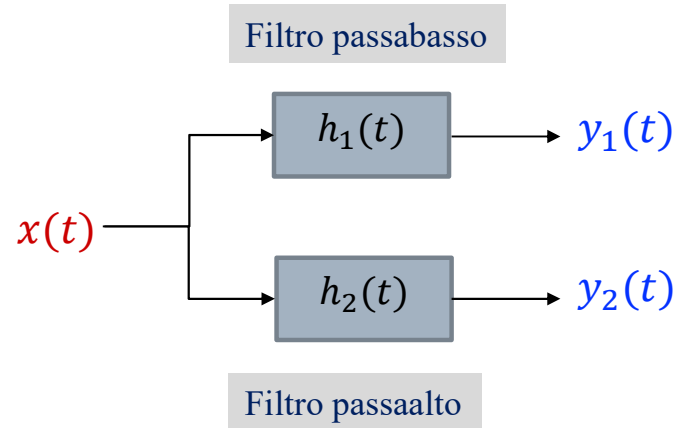 Filtro passabasso
h₁(t)
y₁(t)
x(t)
h₂(t)
y₂(t)
Filtro passaalto